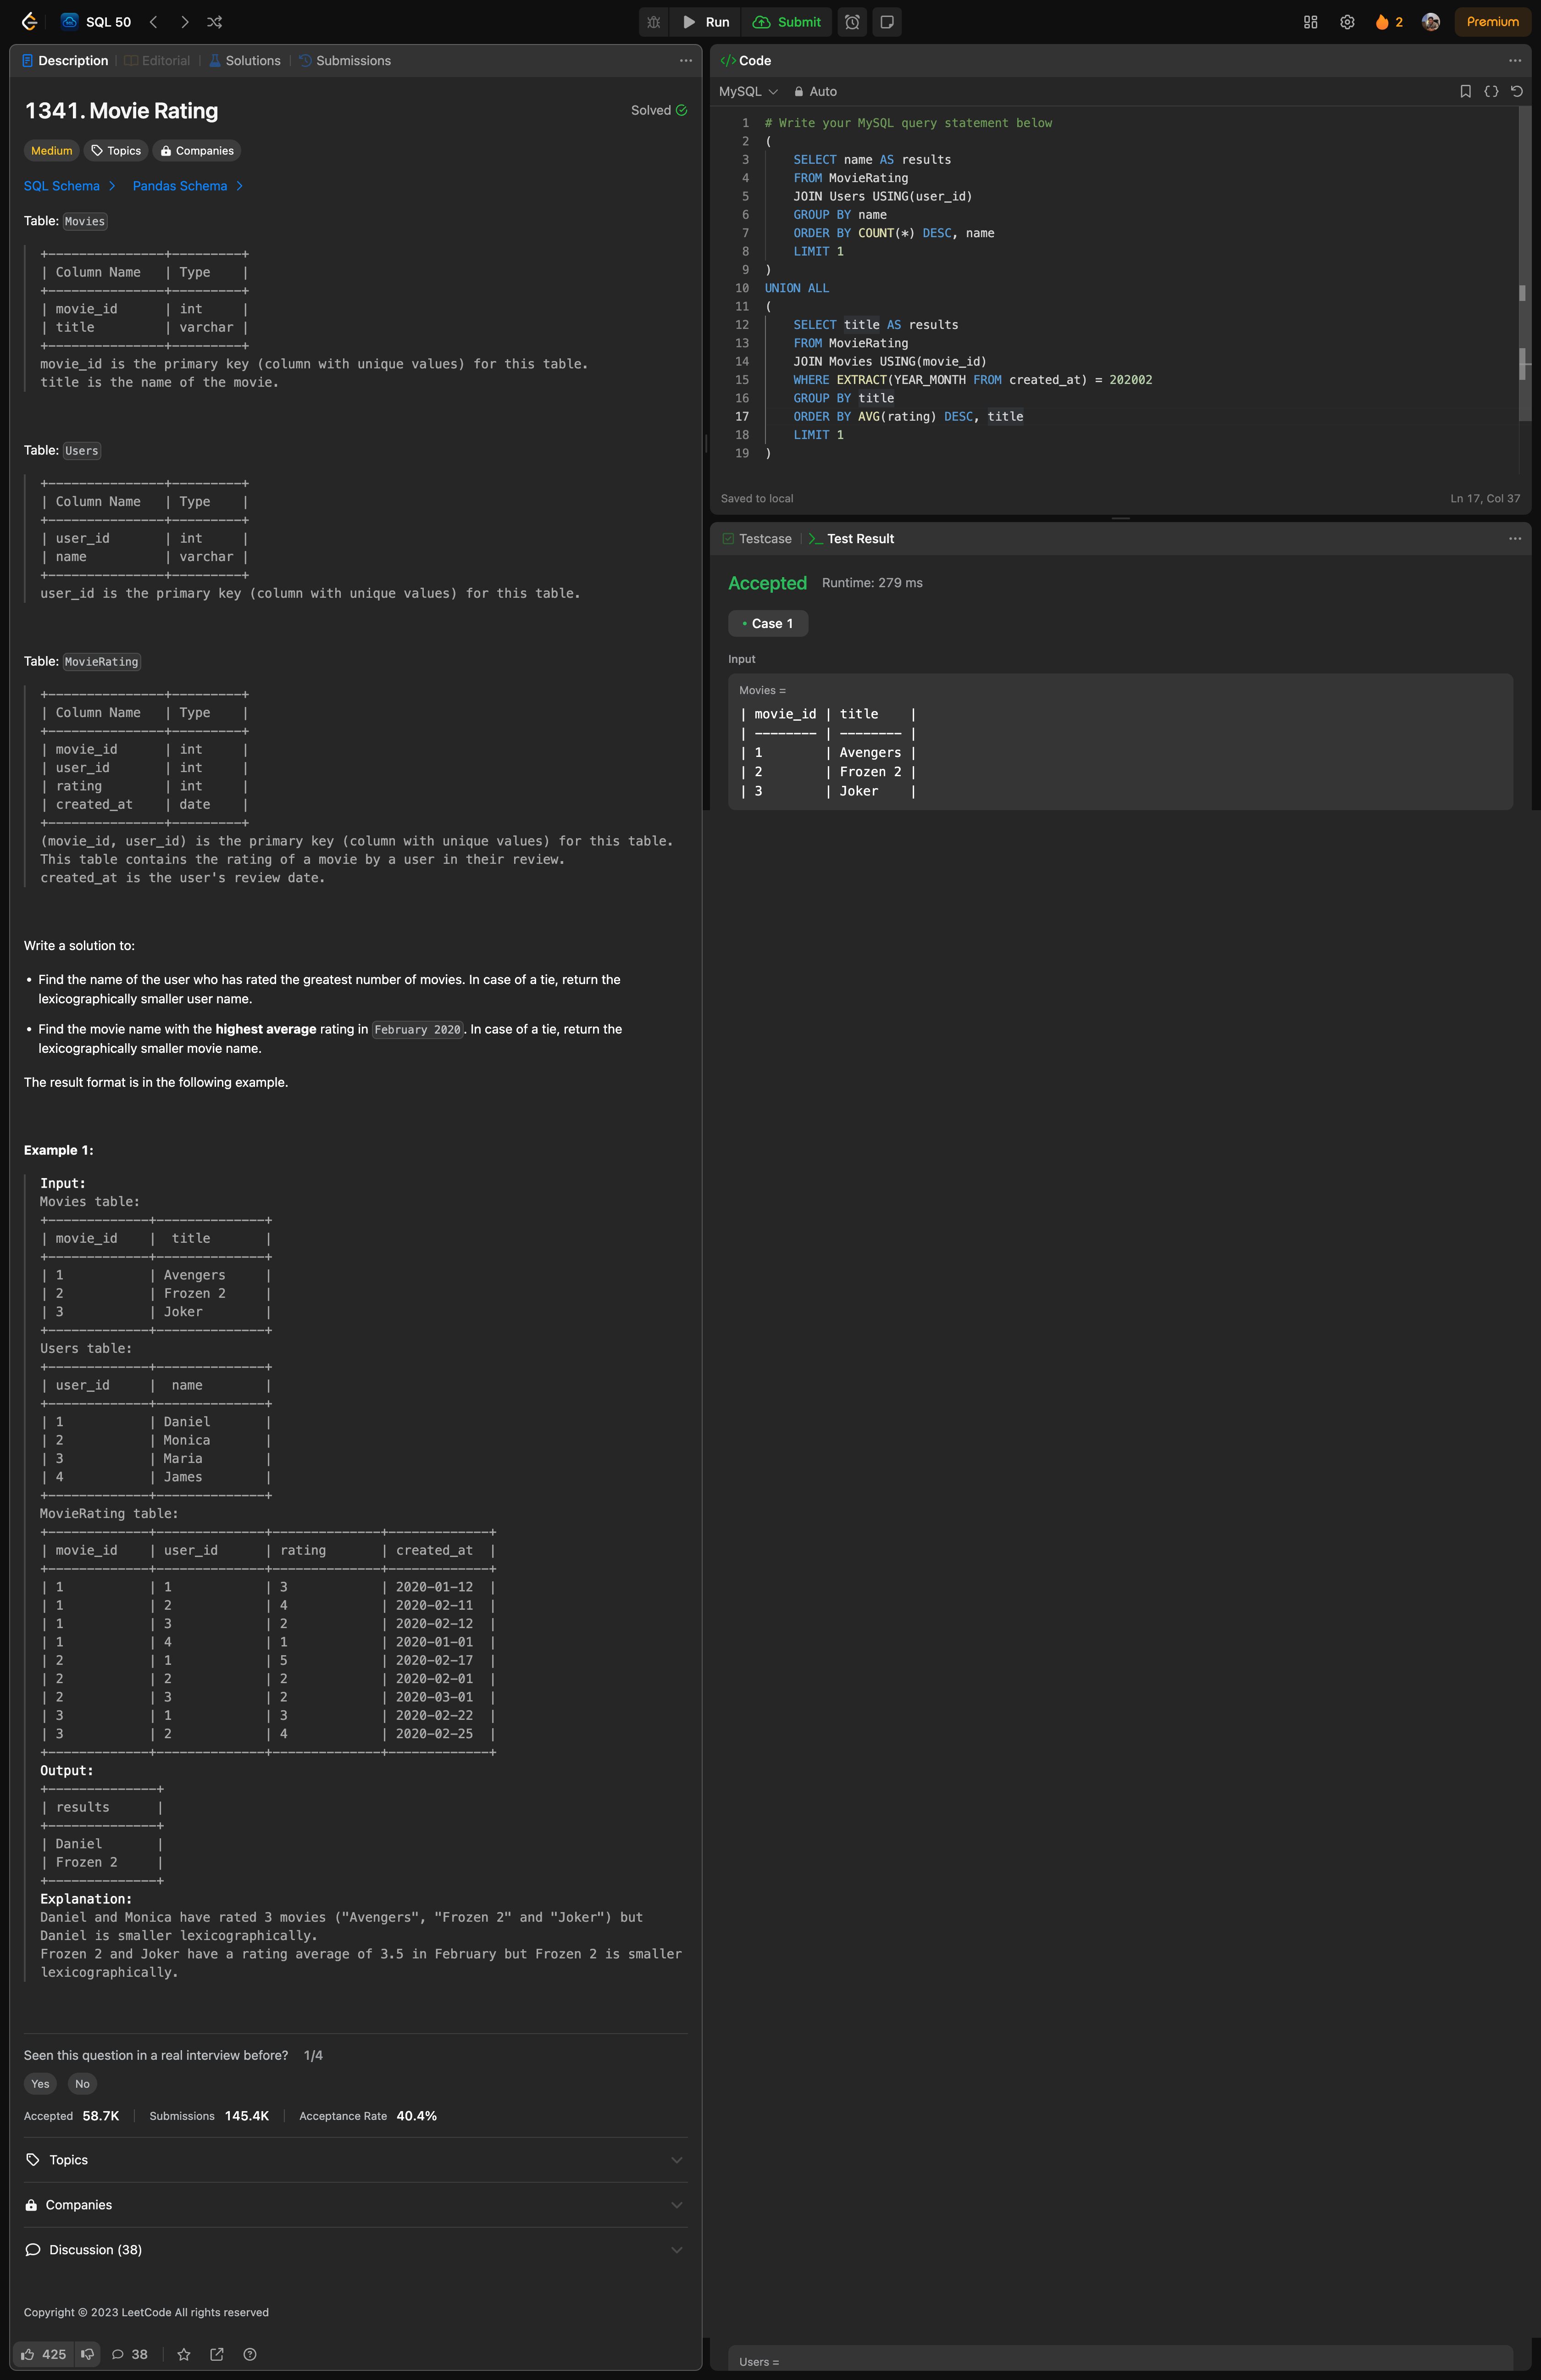 SQL 50
Run
Submit
2
Premium
Description | Editorial | Solutions | Submissions
1341. Movie Rating
Solved
Medium
Topics
Companies
SQL Schema
Pandas Schema
Table: Movies
+---------------+---------+
| Column Name   | Type    |
+---------------+---------+
| movie_id      | int     |
| title         | varchar |
+---------------+---------+
movie_id is the primary key (column with unique values) for this table.
title is the name of the movie.
Table: Users
+---------------+---------+
| Column Name   | Type    |
+---------------+---------+
| user_id       | int     |
| name          | varchar |
+---------------+---------+
user_id is the primary key (column with unique values) for this table.
Table: MovieRating
+---------------+---------+
| Column Name   | Type    |
+---------------+---------+
| movie_id      | int     |
| user_id       | int     |
| rating        | int     |
| created_at    | date    |
+---------------+---------+
(movie_id, user_id) is the primary key (column with unique values) for this table.
This table contains the rating of a movie by a user in their review.
created_at is the user's review date.
Write a solution to:
• Find the name of the user who has rated the greatest number of movies. In case of a tie, return the
lexicographically smaller user name.
• Find the movie name with the highest average rating in February 2020. In case of a tie, return the
lexicographically smaller movie name.
The result format is in the following example.
Example 1:
Input:
Movies table:
+-------------+--------------+
| movie_id    |  title       |
+-------------+--------------+
| 1           | Avengers     |
| 2           | Frozen 2     |
| 3           | Joker        |
+-------------+--------------+
Users table:
+-------------+--------------+
| user_id     |  name        |
+-------------+--------------+
| 1           | Daniel       |
| 2           | Monica       |
| 3           | Maria        |
| 4           | James        |
+-------------+--------------+
MovieRating table:
+-------------+--------------+--------------+-------------+
| movie_id    | user_id      | rating       | created_at  |
+-------------+--------------+--------------+-------------+
| 1           | 1            | 3            | 2020-01-12  |
| 1           | 2            | 4            | 2020-02-11  |
| 1           | 3            | 2            | 2020-02-12  |
| 1           | 4            | 1            | 2020-01-01  |
| 2           | 1            | 5            | 2020-02-17  |
| 2           | 2            | 2            | 2020-02-01  |
| 2           | 3            | 2            | 2020-03-01  |
| 3           | 1            | 3            | 2020-02-22  |
| 3           | 2            | 4            | 2020-02-25  |
+-------------+--------------+--------------+-------------+
Output:
+--------------+
| results      |
+--------------+
| Daniel       |
| Frozen 2     |
+--------------+
Explanation:
Daniel and Monica have rated 3 movies ("Avengers", "Frozen 2" and "Joker") but
Daniel is smaller lexicographically.
Frozen 2 and Joker have a rating average of 3.5 in February but Frozen 2 is smaller
lexicographically.
Seen this question in a real interview before? 1/4
Yes
No
Accepted 58.7K | Submissions 145.4K | Acceptance Rate 40.4%
Topics
Companies
Discussion (38)
Copyright © 2023 LeetCode All rights reserved
425
38
</> Code
MySQL
Auto
1 # Write your MySQL query statement below
2 (
3     SELECT name AS results
4     FROM MovieRating
5     JOIN Users USING(user_id)
6     GROUP BY name
7     ORDER BY COUNT(*) DESC, name
8     LIMIT 1
9 )
10 UNION ALL
11 (
12     SELECT title AS results
13     FROM MovieRating
14     JOIN Movies USING(movie_id)
15     WHERE EXTRACT(YEAR_MONTH FROM created_at) = 202002
16     GROUP BY title
17     ORDER BY AVG(rating) DESC, title
18     LIMIT 1
19 )
Saved to local
Ln 17, Col 37
Testcase | >_ Test Result
Accepted Runtime: 279 ms
• Case 1
Input
Movies =
| movie_id | title    |
| -------- | -------- |
| 1        | Avengers |
| 2        | Frozen 2 |
| 3        | Joker    |
Users =